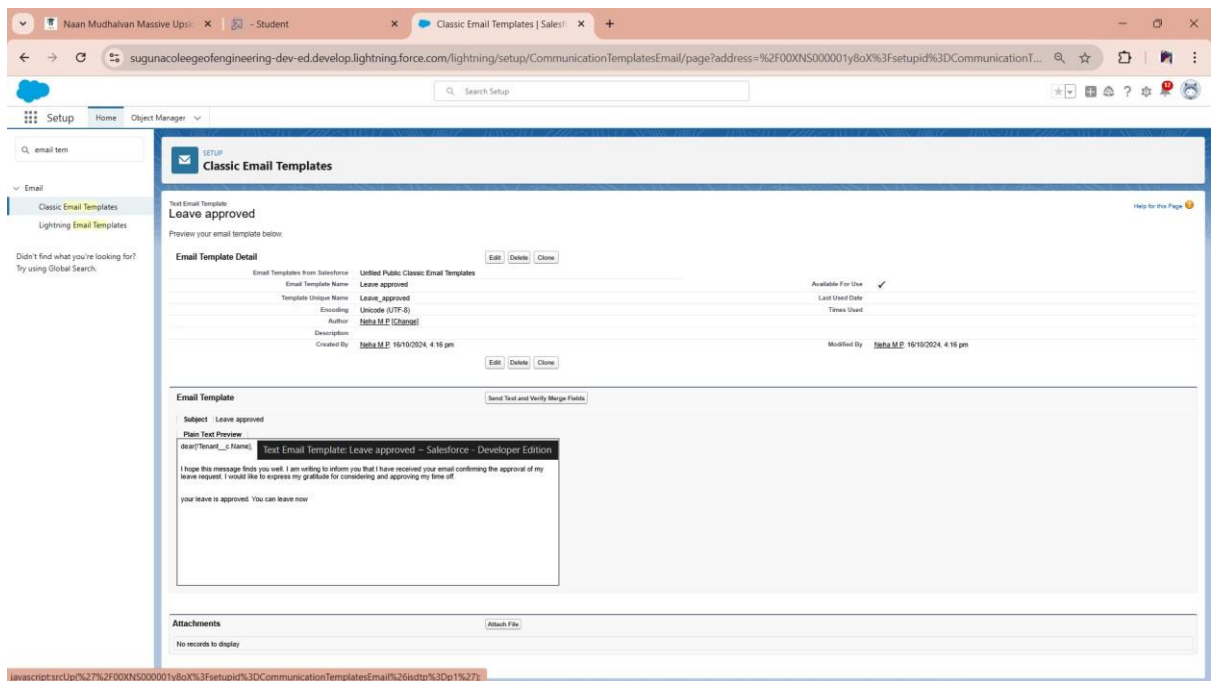 Naan Mudhalvan Massive Upsk
- Student
Classic Email Templates | Salesf
sugunacoleegeofengineering-dev-ed.develop.lightning.force.com/lightning/setup/CommunicationTemplatesEmail/page?address=%2F00XNS000001y8oX%3Fsetupid%3DCommunicationT...
Search Setup
12
Setup Home Object Manager
email tem
SETUP
Classic Email Templates
Email
Classic Email Templates
Lightning Email Templates
Didn't find what you're looking for?
Try using Global Search.
Text Email Template
Leave approved
Help for this Page
Preview your email template below.
Email Template Detail Edit Delete Clone
Email Templates from Salesforce Unfiled Public Classic Email Templates
Email Template Name Leave approved Available For Use ✓
Template Unique Name Leave_approved Last Used Date
Encoding Unicode (UTF-8) Times Used
Author Neha M P [Change]
Description
Created By Neha M P, 16/10/2024, 4:16 pm Modified By Neha M P, 16/10/2024, 4:16 pm
Edit Delete Clone
Email Template Send Test and Verify Merge Fields
Subject Leave approved
Plain Text Preview
dear{!Tenant__c.Name},
Text Email Template: Leave approved ~ Salesforce - Developer Edition
I hope this message finds you well. I am writing to inform you that I have received your email confirming the approval of my
leave request. I would like to express my gratitude for considering and approving my time off.
your leave is approved. You can leave now
Attachments Attach File
No records to display
javascript:srcUp(%27%2F00XNS000001y8oX%3Fsetupid%3DCommunicationTemplatesEmail%26isdtp%3Dp1%27);